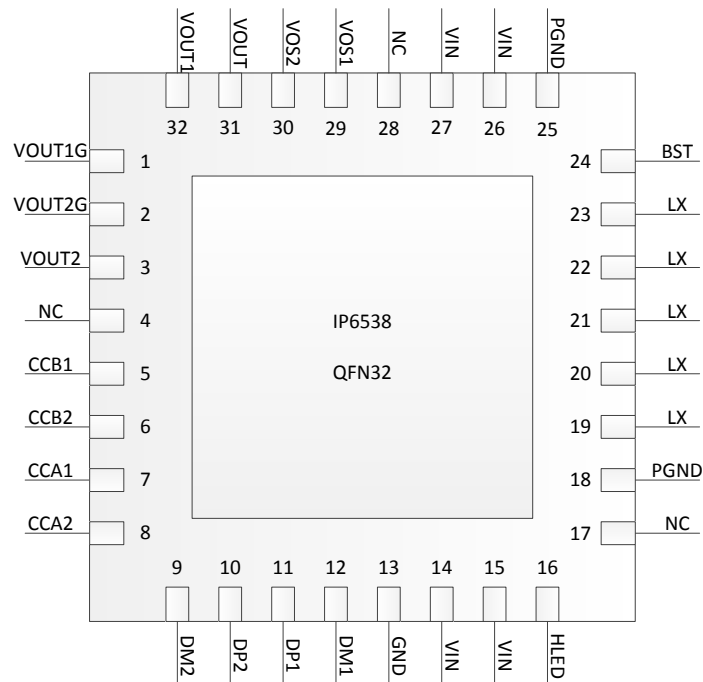 VOUT1 VOUT VOS2 VOS1 NC VIN VIN PGND
32 31 30 29 28 27 26 25
VOUT1G 1 24 BST
VOUT2G 2 23 LX
VOUT2 3 22 LX
NC 4 21 LX
CCB1 5 20 LX
CCB2 6 19 LX
CCA1 7 18 PGND
CCA2 8 17 NC
IP6538
QFN32
9 10 11 12 13 14 15 16
DM2 DP2 DP1 DM1 GND VIN VIN HLED